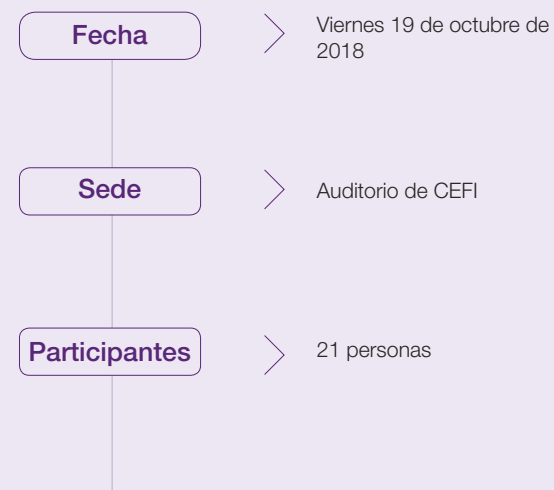 Fecha
Viernes 19 de octubre de
2018
Sede
Auditorio de CEFI
Participantes
21 personas